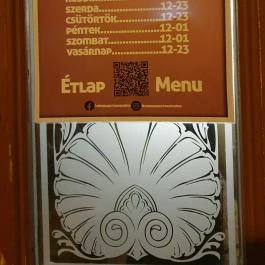 SZERDA 12-23
CSÜTÖRTÖK 12-23
PÉNTEK 12-01
SZOMBAT 12-01
VASÁRNAP 12-23
ÉTLAP Menu